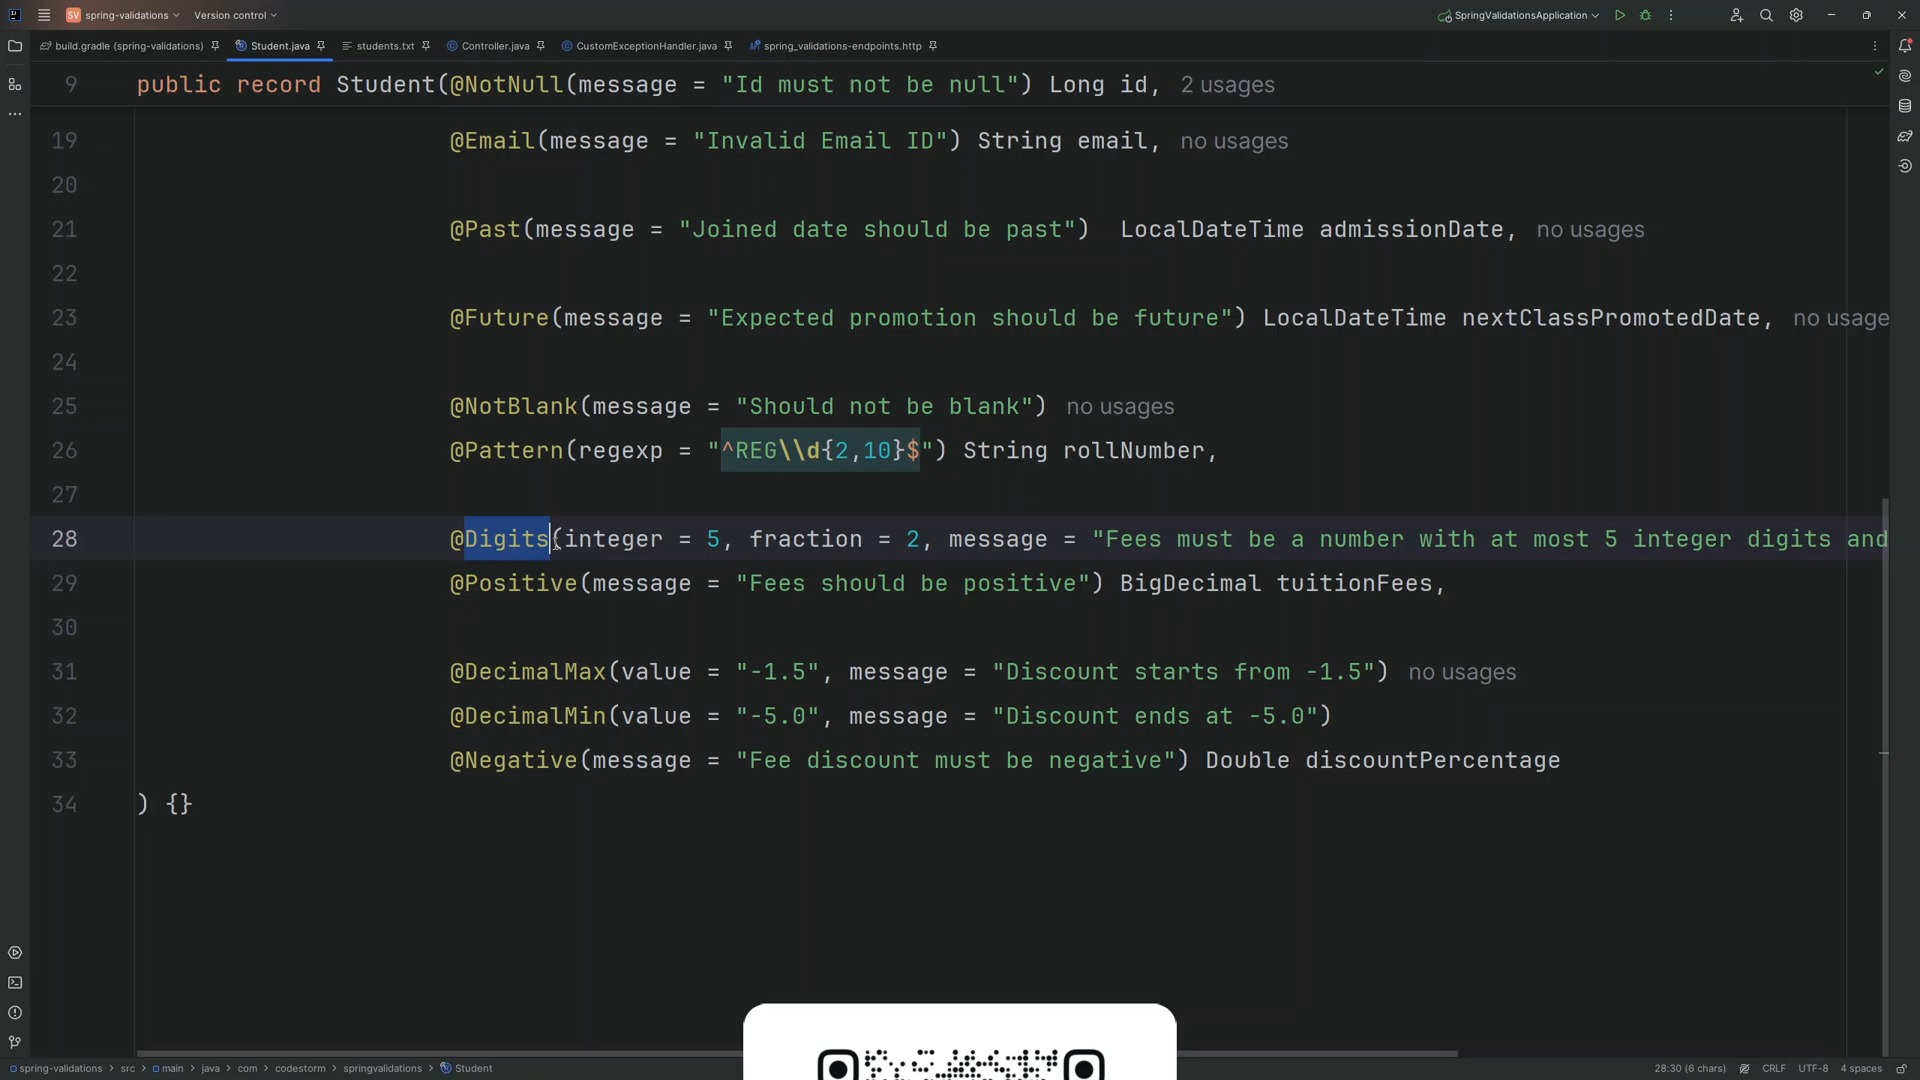 SV spring-validations Version control SpringValidationsApplication
build.gradle (spring-validations) Student.java students.txt Controller.java CustomExceptionHandler.java spring_validations-endpoints.http
9 public record Student(@NotNull(message = "Id must not be null") Long id, 2 usages
19 @Email(message = "Invalid Email ID") String email, no usages
20
21 @Past(message = "Joined date should be past")  LocalDateTime admissionDate, no usages
22
23 @Future(message = "Expected promotion should be future") LocalDateTime nextClassPromotedDate, no usage
24
25 @NotBlank(message = "Should not be blank") no usages
26 @Pattern(regexp = "^REG\\d{2,10}$") String rollNumber,
27
28 @Digits(integer = 5, fraction = 2, message = "Fees must be a number with at most 5 integer digits and
29 @Positive(message = "Fees should be positive") BigDecimal tuitionFees,
30
31 @DecimalMax(value = "-1.5", message = "Discount starts from -1.5") no usages
32 @DecimalMin(value = "-5.0", message = "Discount ends at -5.0")
33 @Negative(message = "Fee discount must be negative") Double discountPercentage
34 ) {}
spring-validations > src > main > java > com > codestorm > springvalidations > Student 28:30 (6 chars) CRLF UTF-8 4 spaces